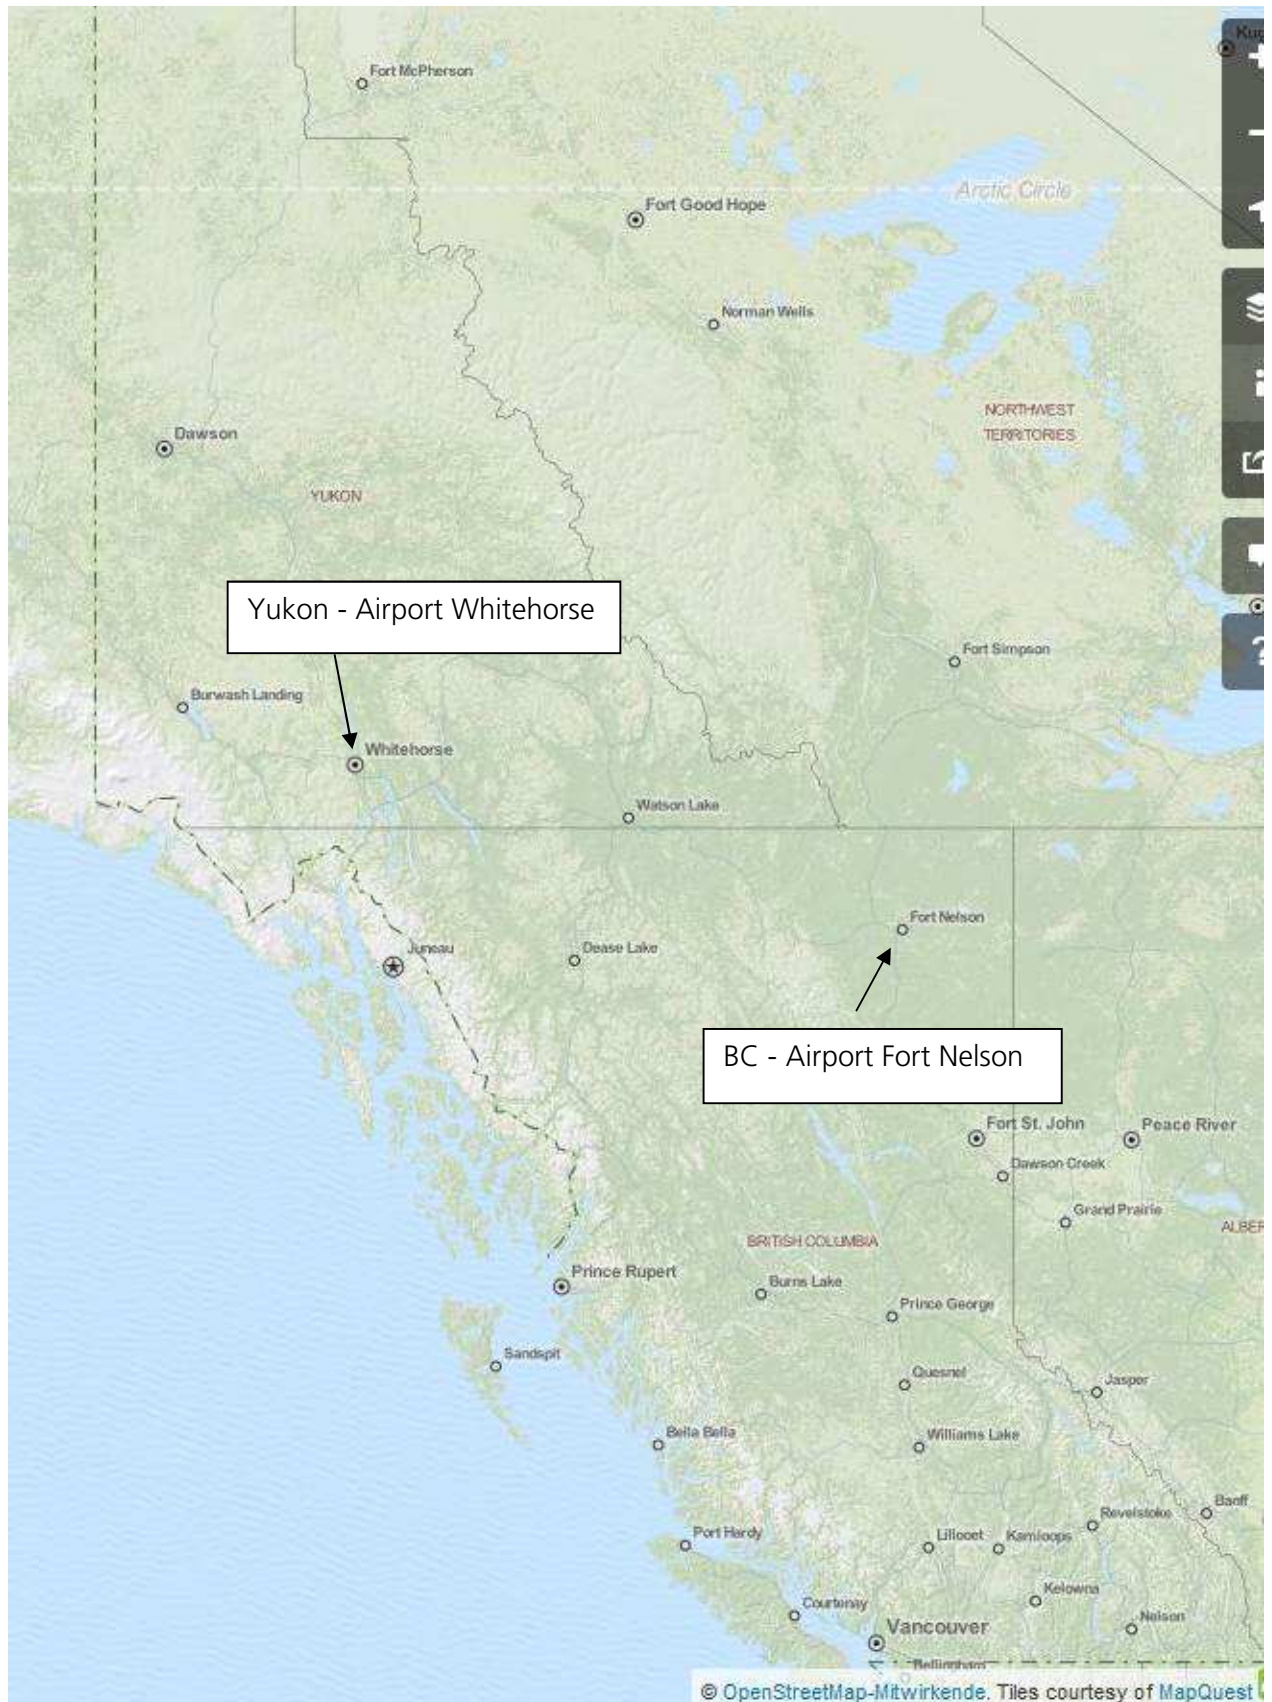 Kug
Fort McPherson
Arctic Circle
Fort Good Hope
Norman Wells
NORTHWEST
TERRITORIES
Dawson
YUKON
Yukon - Airport Whitehorse
Fort Simpson
?
Burwash Landing
Whitehorse
Watson Lake
Fort Nelson
Juneau
Dease Lake
BC - Airport Fort Nelson
Fort St. John
Peace River
Dawson Creek
Grand Prairie
ALBER
BRITISH COLUMBIA
Prince Rupert
Burns Lake
Prince George
Sandspit
Quesnel
Jasper
Bella Bella
Williams Lake
Banff
Revelstoke
Port Hardy
Lillooet
Kamloops
Kelowna
Courtenay
Nelson
Vancouver
Bellingham
© OpenStreetMap-Mitwirkende. Tiles courtesy of MapQuest